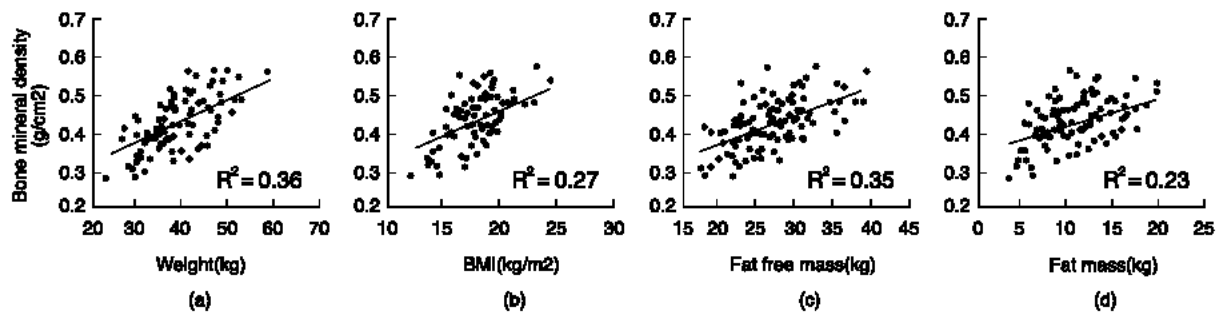 Bone mineral density
(g/cm2)
0.7
0.6
0.5
0.4
0.3
0.2
R² = 0.36
20 30 40 50 60 70
Weight(kg)
(a)
0.7
0.6
0.5
0.4
0.3
0.2
R² = 0.27
10 15 20 25 30
BMI(kg/m2)
(b)
0.7
0.6
0.5
0.4
0.3
0.2
R² = 0.35
15 20 25 30 35 40 45
Fat free mass(kg)
(c)
0.7
0.6
0.5
0.4
0.3
0.2
R² = 0.23
0 5 10 15 20 25
Fat mass(kg)
(d)